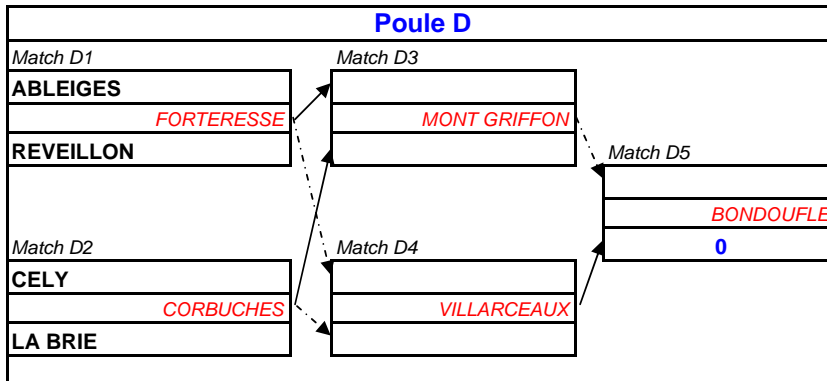 Poule D
Match D1
ABLEIGES
FORTERESSE
REVEILLON
Match D2
CELY
CORBUCHES
LA BRIE
Match D3
MONT GRIFFON
Match D4
VILLARCEAUX
Match D5
BONDOUFLE
0